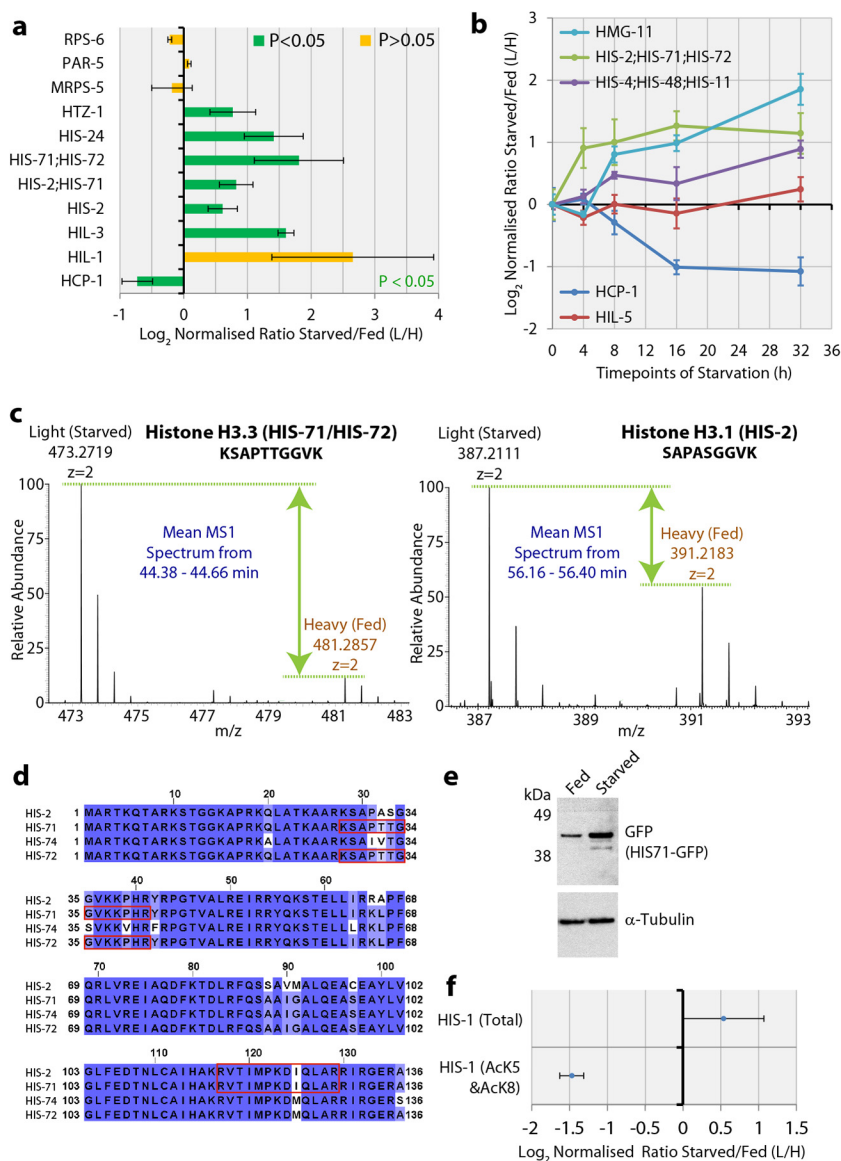 a
RPS-6
PAR-5
MRPS-5
HTZ-1
HIS-24
HIS-71;HIS-72
HIS-2;HIS-71
HIS-2
HIL-3
HIL-1
HCP-1
P<0.05
P>0.05
P < 0.05
-1 0 1 2 3 4
Log2 Normalised Ratio Starved/Fed (L/H)
b
Log2 Normalised Ratio Starved/Fed (L/H)
3
2
1
0
-1
-2
HMG-11
HIS-2;HIS-71;HIS-72
HIS-4;HIS-48;HIS-11
HCP-1
HIL-5
0 4 8 12 16 20 24 28 32 36
Timepoints of Starvation (h)
c
Light (Starved)
473.2719
z=2
Histone H3.3 (HIS-71/HIS-72)
KSAPTTGGVK
Relative Abundance
100
75
50
25
0
Mean MS1
Spectrum from
44.38 - 44.66 min
Heavy (Fed)
481.2857
z=2
473 475 477 479 481 483
m/z
Light (Starved)
387.2111
z=2
Histone H3.1 (HIS-2)
SAPASGGVK
Relative Abundance
100
75
50
25
0
Mean MS1
Spectrum from
56.16 - 56.40 min
Heavy (Fed)
391.2183
z=2
387 389 391 393
m/z
d
10 20 30
HIS-2 1 MARTKQTARKSTGGKAPRKQLATKAARKSAPASG 34
HIS-71 1 MARTKQTARKSTGGKAPRKQLATKAARKSAPTTG 34
HIS-74 1 MARTKQTARKSTGGKAPRKALATKAARKSAIVTG 34
HIS-72 1 MARTKQTARKSTGGKAPRKQLATKAARKSAPTTG 34
40 50 60
HIS-2 35 GVKKPHRYRPGTVALREIRRYQKSTELLIRRAPF 68
HIS-71 35 GVKKPHRYRPGTVALREIRRYQKSTELLIRKLPF 68
HIS-74 35 SVKKVHRFRPGTVALREIRRYQKSTELLLRKLPF 68
HIS-72 35 GVKKPHRYRPGTVALREIRRYQKSTELLIRKLPF 68
70 80 90 100
HIS-2 69 QRLVREIAQDFKTDLRFQSSAVMALQEACEAYLV 102
HIS-71 69 QRLVREIAQDFKTDLRFQSAAIGALQEASEAYLV 102
HIS-74 69 QRLVREIAQDFKTDLRFQSAAIGALQEASEAYLV 102
HIS-72 69 QRLVREIAQDFKTDLRFQSAAIGALQEASEAYLV 102
110 120 130
HIS-2 103 GLFEDTNLCAIHAKRVTIMPKDIQLARRIRGERA 136
HIS-71 103 GLFEDTNLCAIHAKRVTIMPKDIQLARRIRGERA 136
HIS-74 103 GLFEDTNLCAIHAKRVTIMPKDMQLARRIRGERS 136
HIS-72 103 GLFEDTNLCAIHAKRVTIMPKDMQLARRIRGERA 136
e
Fed Starved
kDa
49
38
GFP
(HIS71-GFP)
α-Tubulin
f
HIS-1 (Total)
HIS-1 (AcK5
&AcK8)
-2 -1.5 -1 -0.5 0 0.5 1 1.5
Log2 Normalised Ratio Starved/Fed (L/H)